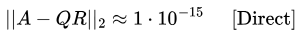 ||A − QR||₂ ≈ 1 · 10⁻¹⁵ [Direct]